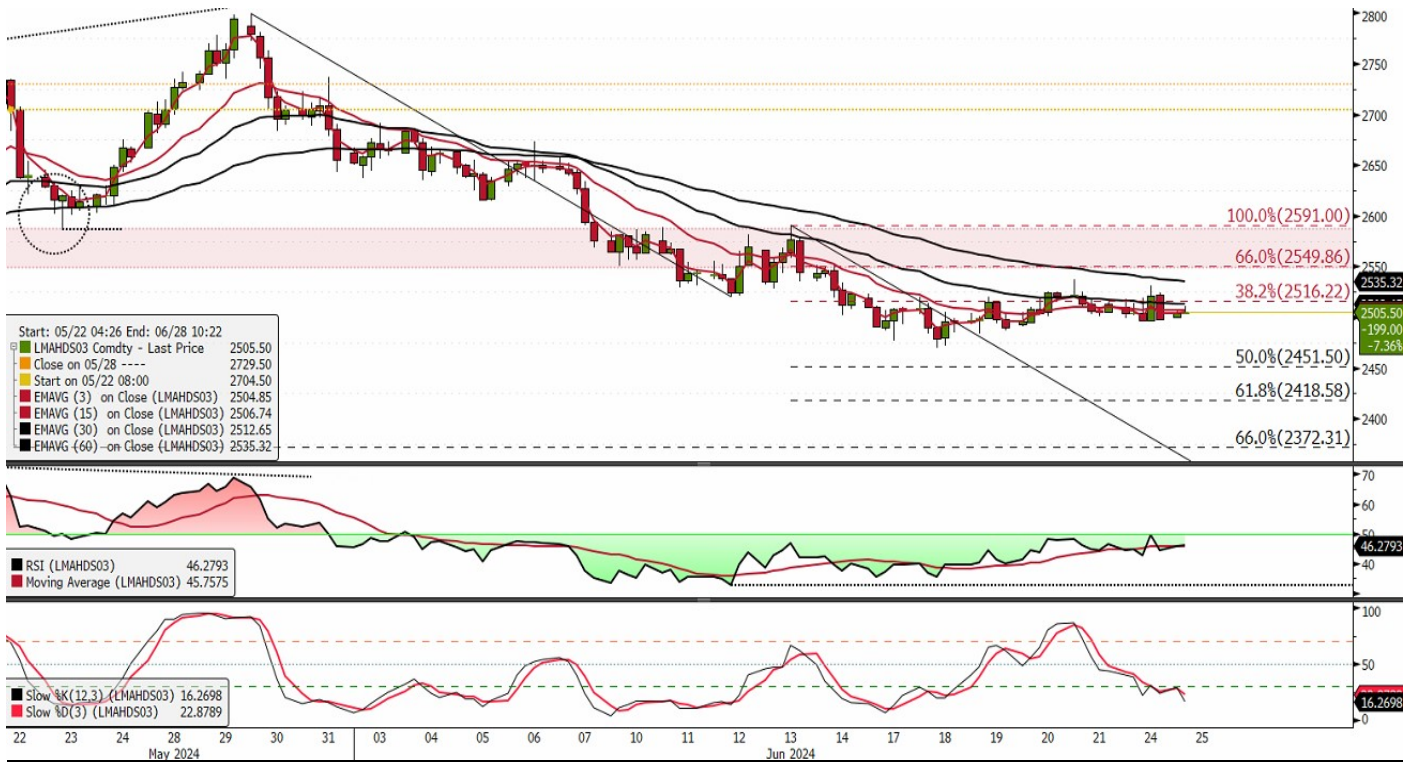 2800
2750
2700
2650
2600
2550
2450
2400
100.0%(2591.00)
66.0%(2549.86)
38.2%(2516.22)
50.0%(2451.50)
61.8%(2418.58)
66.0%(2372.31)
2535.32
2505.50
-199.00
-7.36%
Start: 05/22 04:26 End: 06/28 10:22
LMAHDS03 Comdty - Last Price 2505.50
Close on 05/28 ---- 2729.50
Start on 05/22 08:00 2704.50
EMAVG (3) on Close (LMAHDS03) 2504.85
EMAVG (15) on Close (LMAHDS03) 2506.74
EMAVG (30) on Close (LMAHDS03) 2512.65
EMAVG (60) on Close (LMAHDS03) 2535.32
70
60
50
40
46.2793
RSI (LMAHDS03) 46.2793
Moving Average (LMAHDS03) 45.7575
100
50
0
16.2698
Slow %K(12,3) (LMAHDS03) 16.2698
Slow %D(3) (LMAHDS03) 22.8789
22 23 24 28 29 30 31 03 04 05 06 07 10 11 12 13 14 17 18 19 20 21 24 25
May 2024 Jun 2024